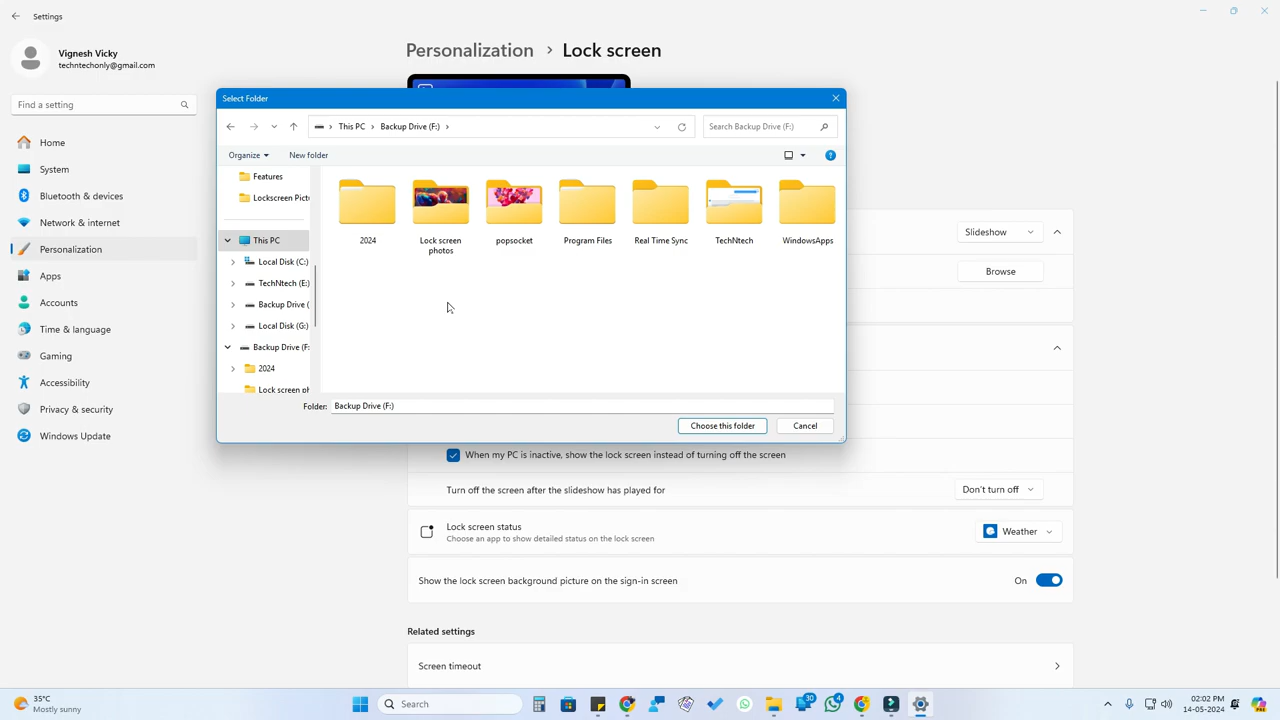 Settings
Vignesh Vicky
techntechonly@gmail.com
Find a setting
Home
System
Bluetooth & devices
Network & internet
Personalization
Apps
Accounts
Time & language
Gaming
Accessibility
Privacy & security
Windows Update
Personalization > Lock screen
Select Folder
This PC > Backup Drive (F:) >
Search Backup Drive (F:)
Organize
New folder
Features
Lockscreen Pictu
This PC
Local Disk (C:)
TechNtech (E:)
Backup Drive (
Local Disk (G:)
Backup Drive (F:
2024
Lock screen ph
2024
Lock screen
photos
popsocket
Program Files
Real Time Sync
TechNtech
WindowsApps
Folder: Backup Drive (F:)
Choose this folder
Cancel
Slideshow
Browse
When my PC is inactive, show the lock screen instead of turning off the screen
Turn off the screen after the slideshow has played for
Don't turn off
Lock screen status
Choose an app to show detailed status on the lock screen
Weather
Show the lock screen background picture on the sign-in screen
On
Related settings
Screen timeout
35°C
Mostly sunny
Search
30
4
02:02 PM
14-05-2024